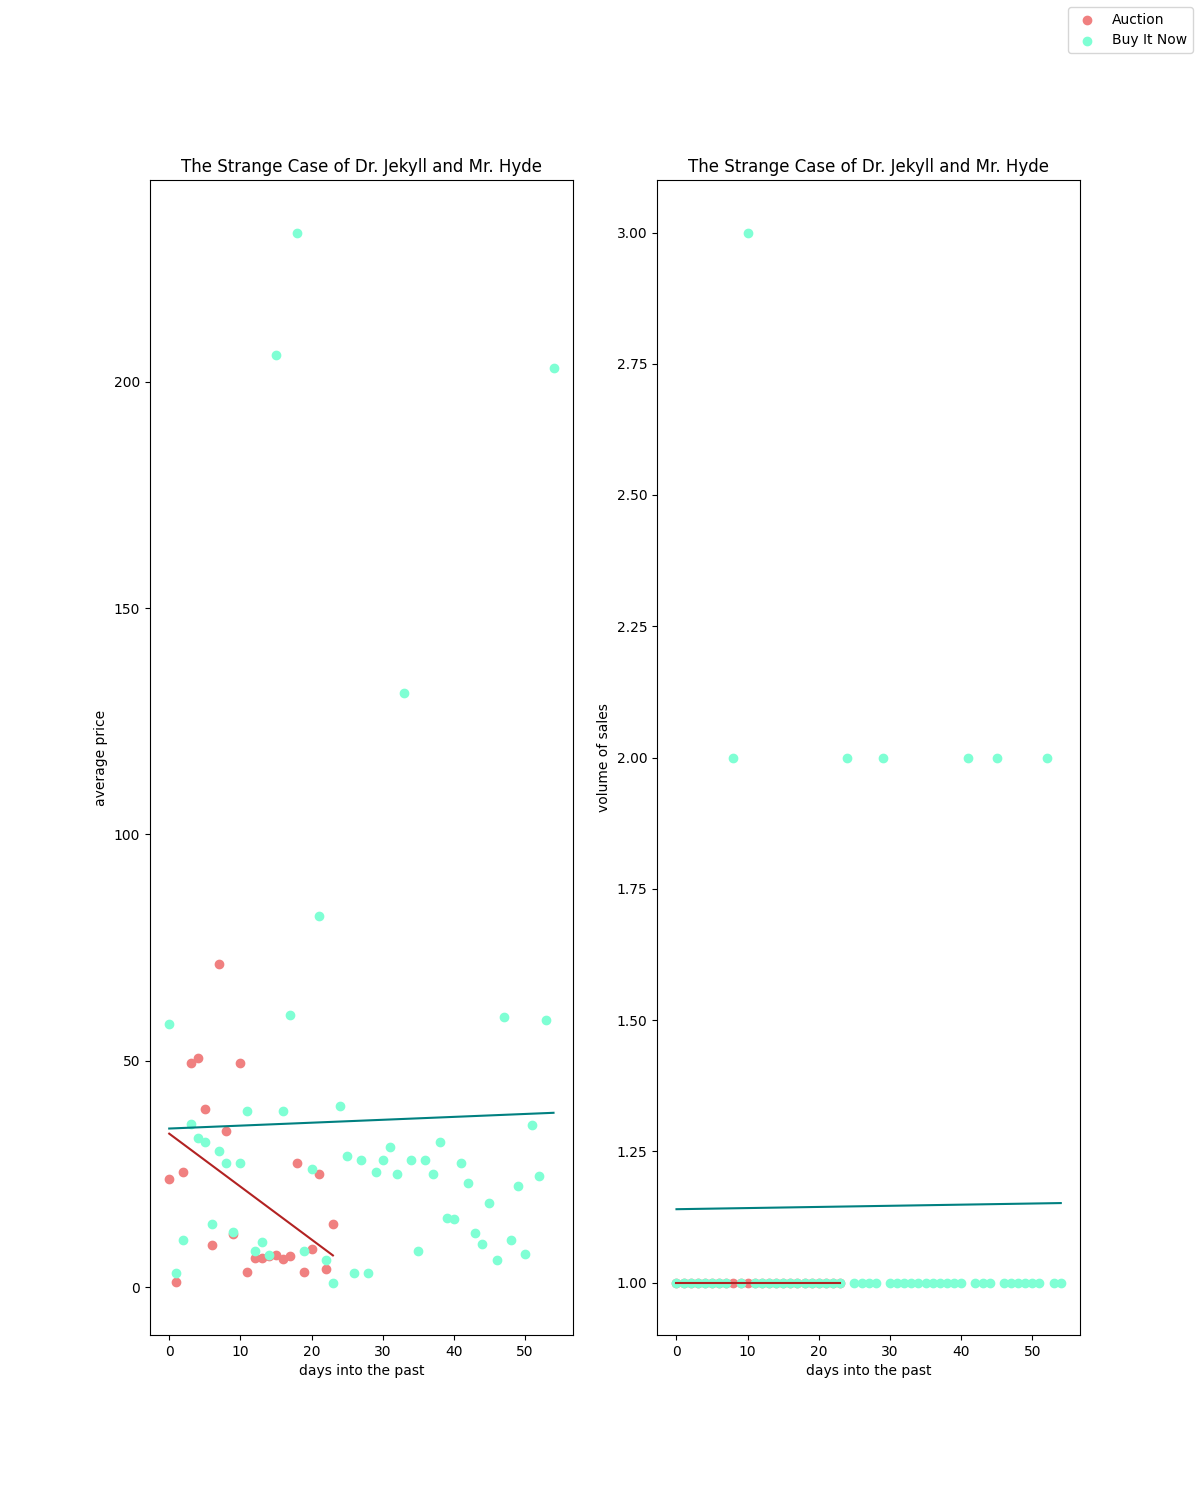 Auction
Buy It Now
The Strange Case of Dr. Jekyll and Mr. Hyde
200
150
100
50
0
average price
0 10 20 30 40 50
days into the past
The Strange Case of Dr. Jekyll and Mr. Hyde
3.00
2.75
2.50
2.25
2.00
1.75
1.50
1.25
1.00
volume of sales
0 10 20 30 40 50
days into the past